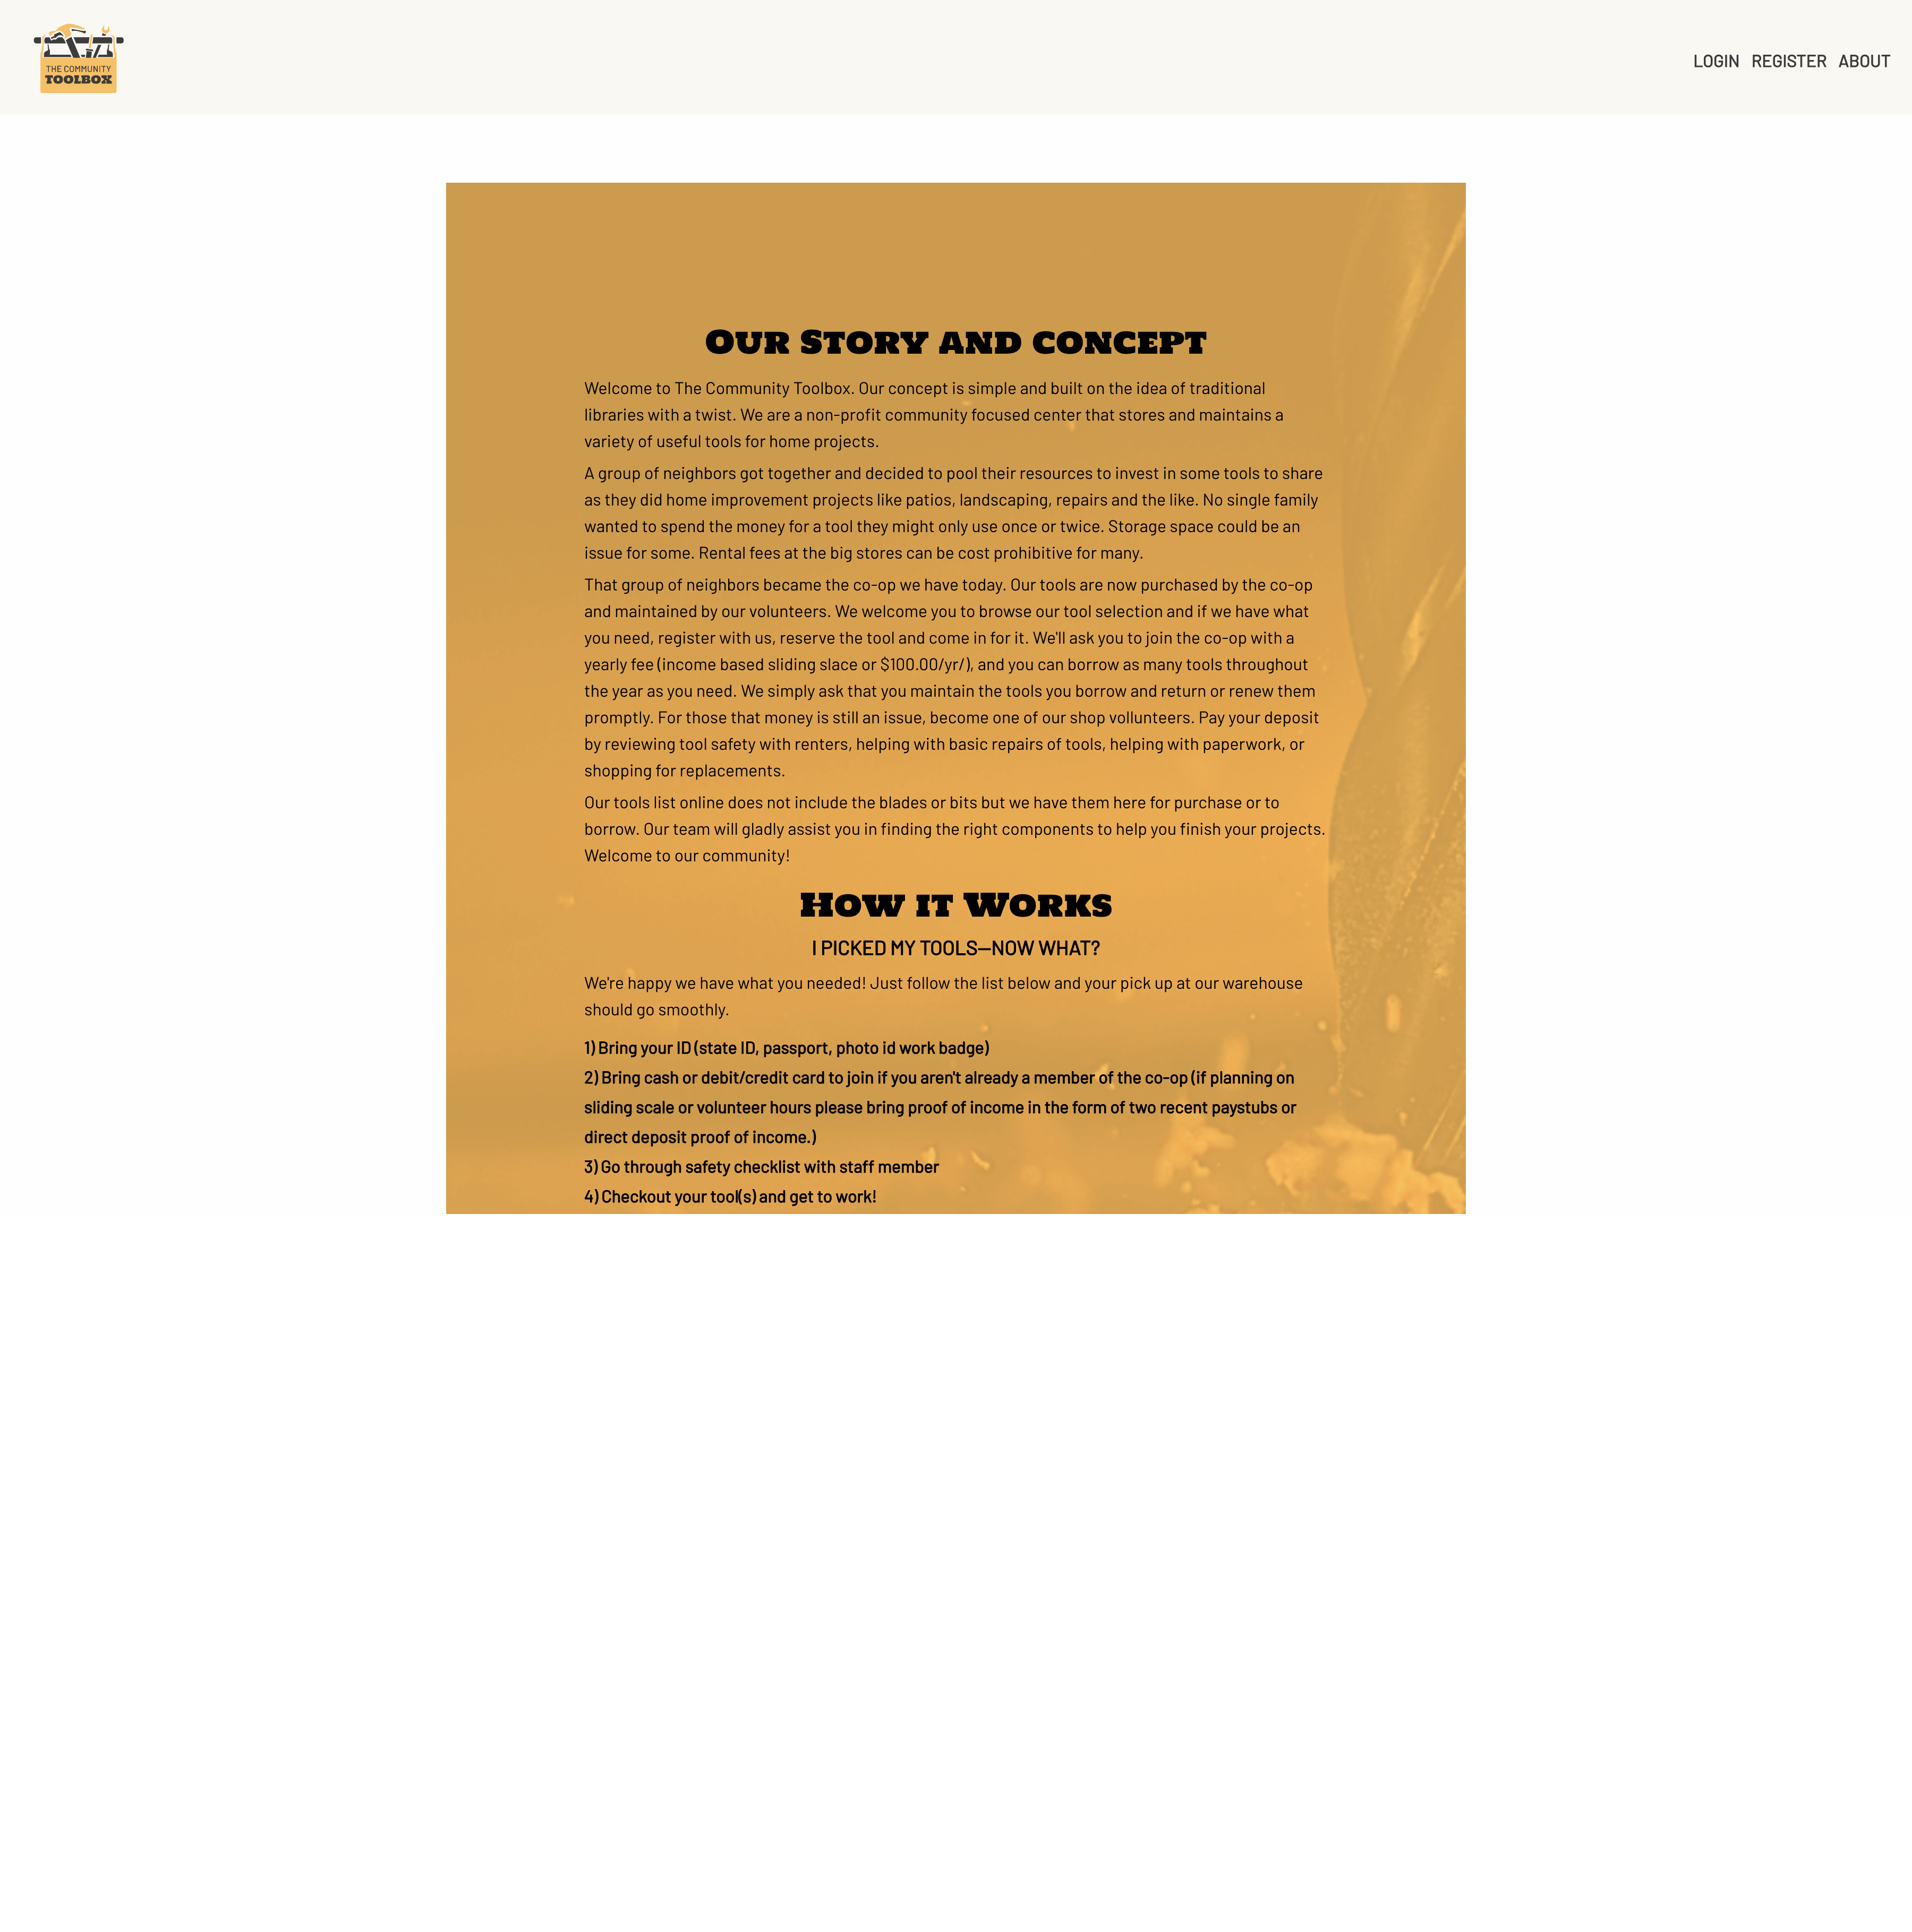 THE COMMUNITY
TOOLBOX
LOGIN REGISTER ABOUT
Our Story and concept
Welcome to The Community Toolbox. Our concept is simple and built on the idea of traditional
libraries with a twist. We are a non-profit community focused center that stores and maintains a
variety of useful tools for home projects.
A group of neighbors got together and decided to pool their resources to invest in some tools to share
as they did home improvement projects like patios, landscaping, repairs and the like. No single family
wanted to spend the money for a tool they might only use once or twice. Storage space could be an
issue for some. Rental fees at the big stores can be cost prohibitive for many.
That group of neighbors became the co-op we have today. Our tools are now purchased by the co-op
and maintained by our volunteers. We welcome you to browse our tool selection and if we have what
you need, register with us, reserve the tool and come in for it. We'll ask you to join the co-op with a
yearly fee (income based sliding slace or $100.00/yr/), and you can borrow as many tools throughout
the year as you need. We simply ask that you maintain the tools you borrow and return or renew them
promptly. For those that money is still an issue, become one of our shop vollunteers. Pay your deposit
by reviewing tool safety with renters, helping with basic repairs of tools, helping with paperwork, or
shopping for replacements.
Our tools list online does not include the blades or bits but we have them here for purchase or to
borrow. Our team will gladly assist you in finding the right components to help you finish your projects.
Welcome to our community!
How it Works
I PICKED MY TOOLS—NOW WHAT?
We're happy we have what you needed! Just follow the list below and your pick up at our warehouse
should go smoothly.
1) Bring your ID (state ID, passport, photo id work badge)
2) Bring cash or debit/credit card to join if you aren't already a member of the co-op (if planning on
sliding scale or volunteer hours please bring proof of income in the form of two recent paystubs or
direct deposit proof of income.)
3) Go through safety checklist with staff member
4) Checkout your tool(s) and get to work!